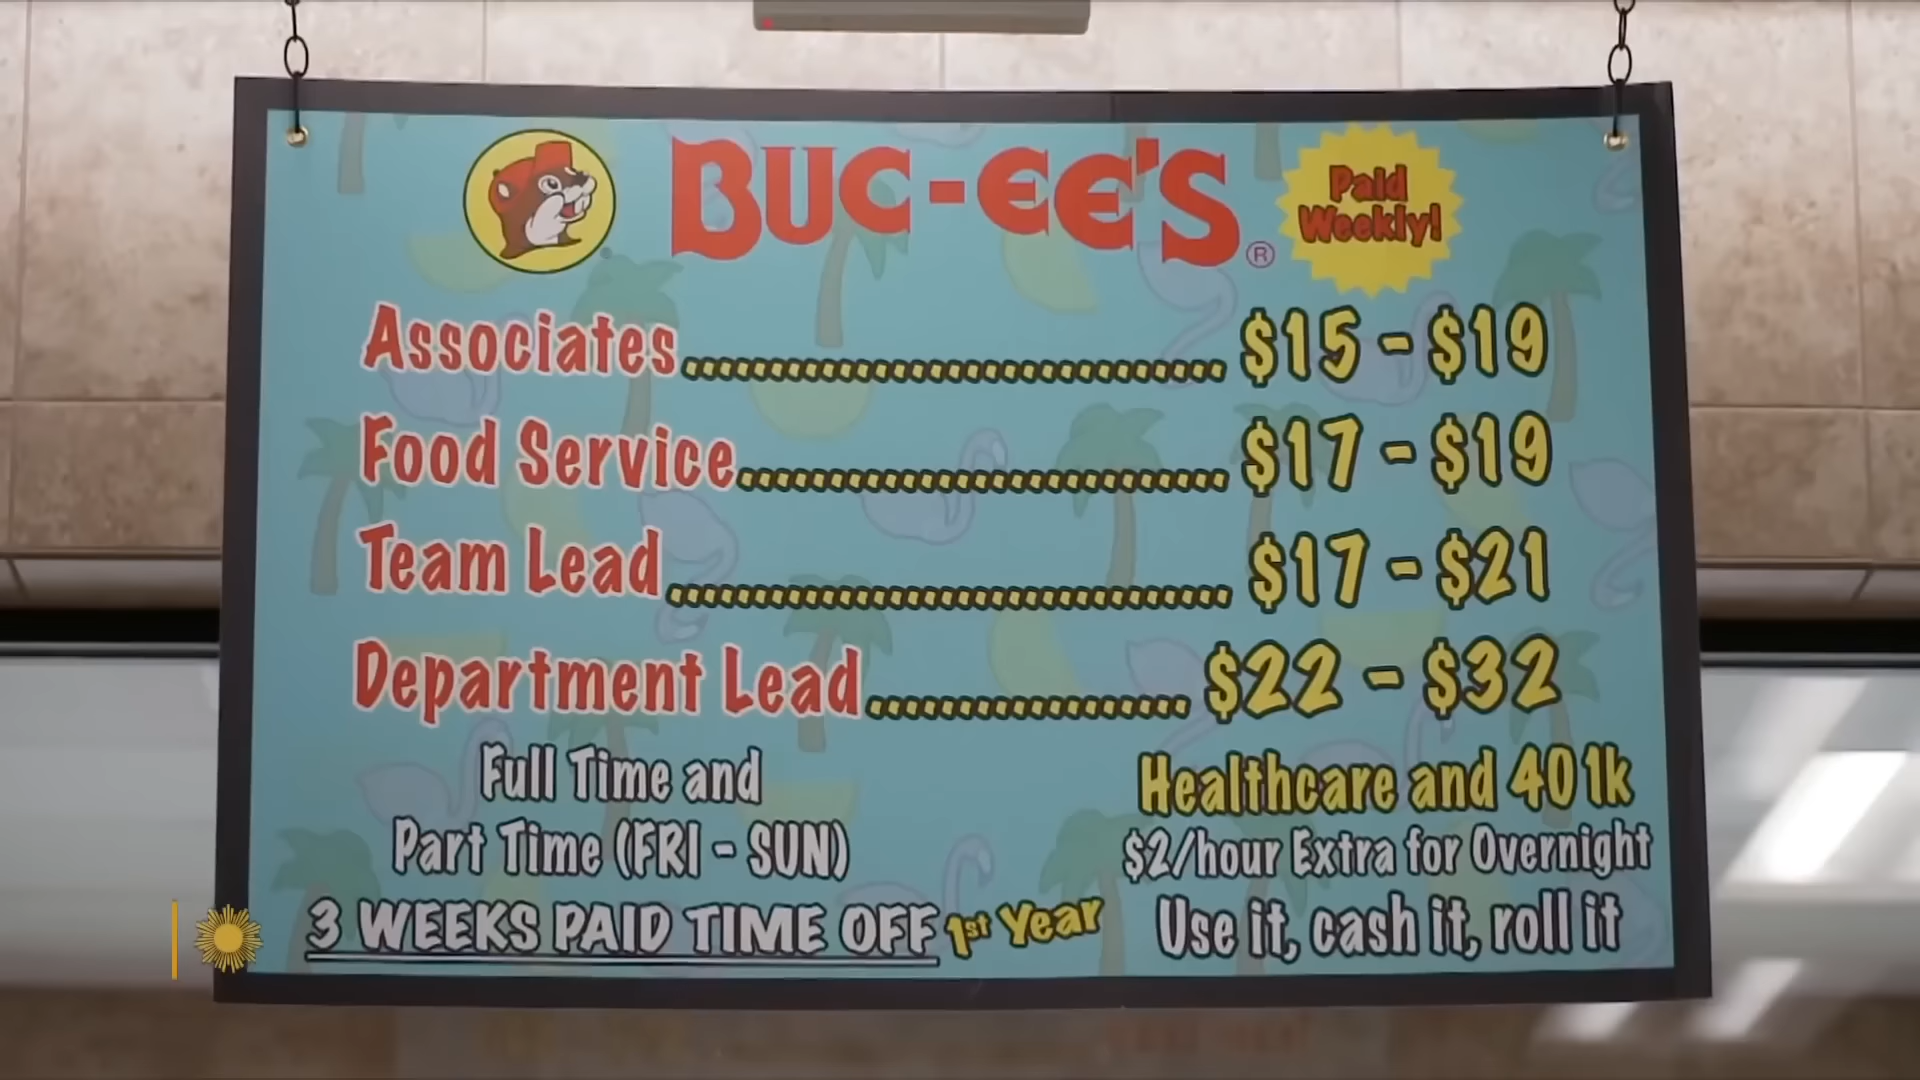 BUC-EE'S®
Paid
Weekly!
Associates $15 - $19
Food Service $17 - $19
Team Lead $17 - $21
Department Lead $22 - $32
Full Time and
Part Time (FRI - SUN)
3 WEEKS PAID TIME OFF 1st Year
Healthcare and 401k
$2/hour Extra for Overnight
Use it, cash it, roll it